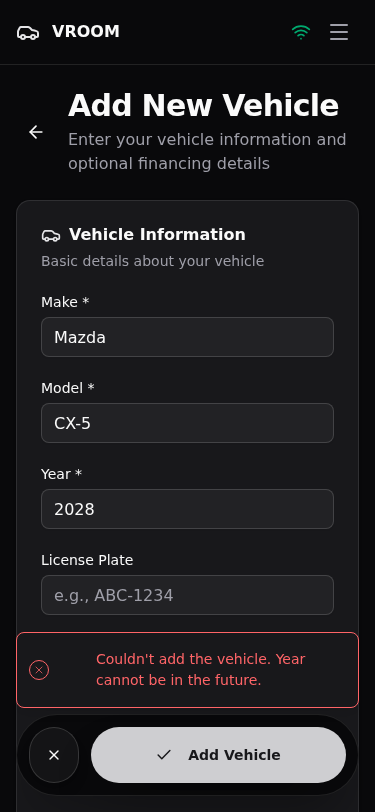 VROOM
Add New Vehicle
Enter your vehicle information and
optional financing details
Vehicle Information
Basic details about your vehicle
Make *
Mazda
Model *
CX-5
Year *
2028
License Plate
e.g., ABC-1234
Couldn't add the vehicle. Year
cannot be in the future.
Add Vehicle